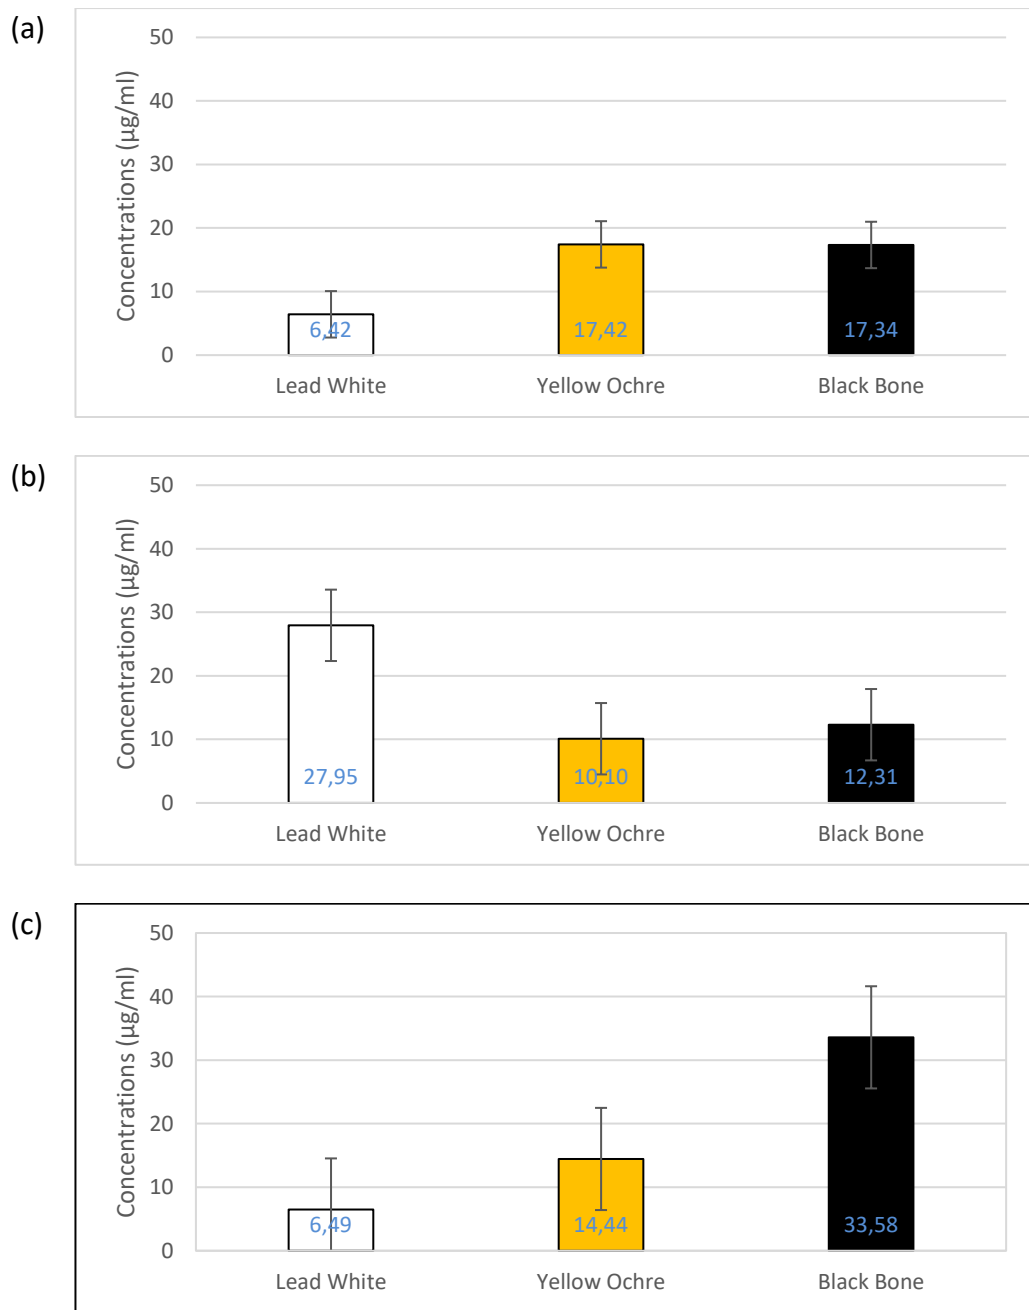 (a)
Concentrations (µg/ml)
50
40
30
20
10
0
6,42
17,42
17,34
Lead White
Yellow Ochre
Black Bone
(b)
Concentrations (µg/ml)
50
40
30
20
10
0
27,95
10,10
12,31
Lead White
Yellow Ochre
Black Bone
(c)
Concentrations (µg/ml)
50
40
30
20
10
0
6,49
14,44
33,58
Lead White
Yellow Ochre
Black Bone